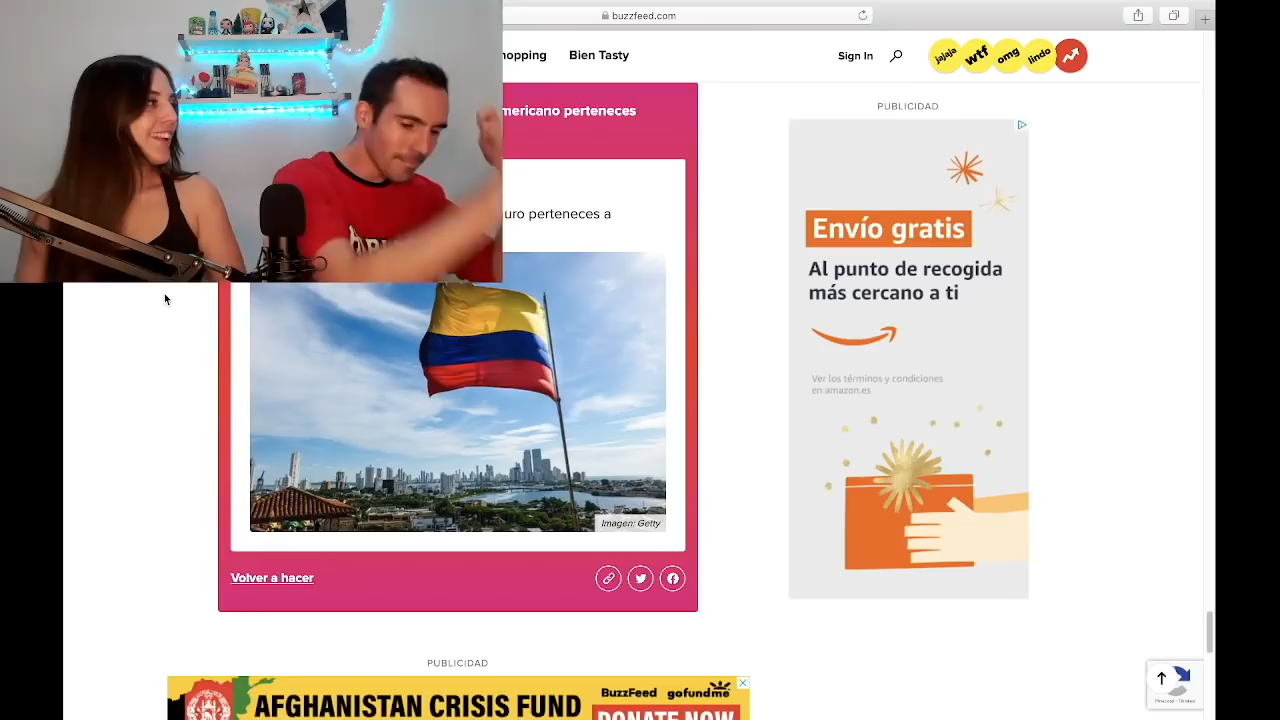 buzzfeed.com
hopping
Bien Tasty
Sign In
jajaja
wtf
omg
lindo
mericano perteneces
uro perteneces a
Imagen: Getty
Volver a hacer
PUBLICIDAD
Envío gratis
Al punto de recogida
más cercano a ti
Ver los términos y condiciones
en amazon.es
PUBLICIDAD
AFGHANISTAN CRISIS FUND
BuzzFeed
gofundme
DONATE NOW